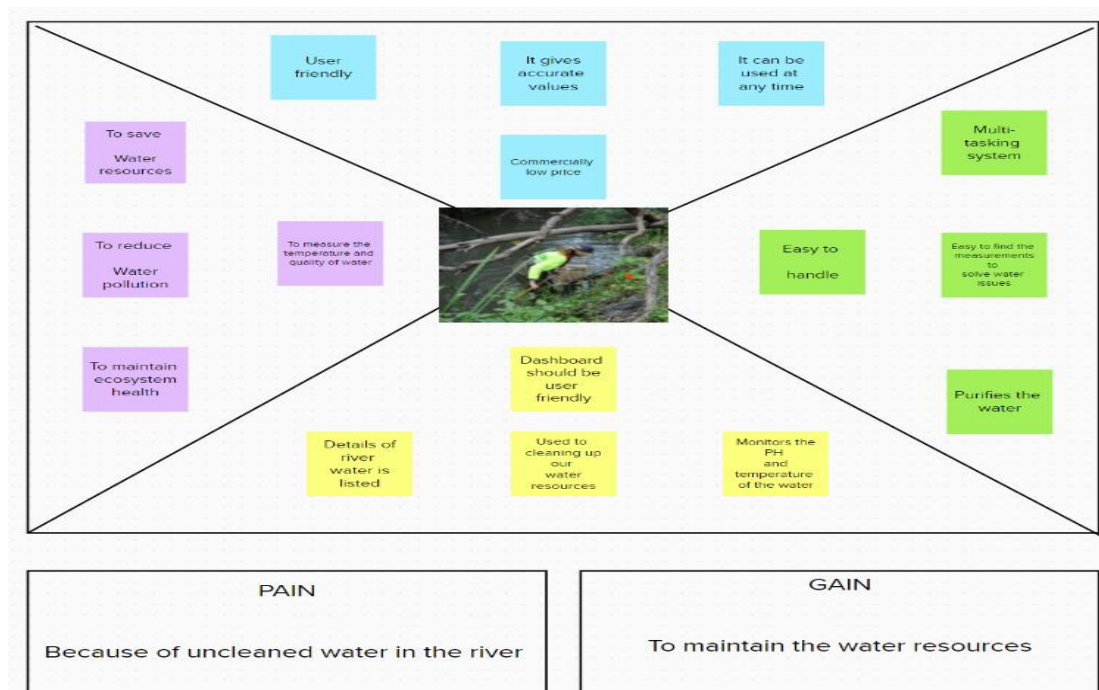 User
friendly
It gives
accurate
values
It can be
used at
any time
Commercially
low price
To save
Water
resources
To reduce
Water
pollution
To maintain
ecosystem
health
To measure the
temperature and
quality of water
Multi-
tasking
system
Easy to
handle
Easy to find the
measurements
to
solve water
issues
Purifies the
water
Dashboard
should be
user
friendly
Details of
river
water is
listed
Used to
cleaning up
our
water
resources
Monitors the
PH
and
temperature
of the water
PAIN
Because of uncleaned water in the river
GAIN
To maintain the water resources